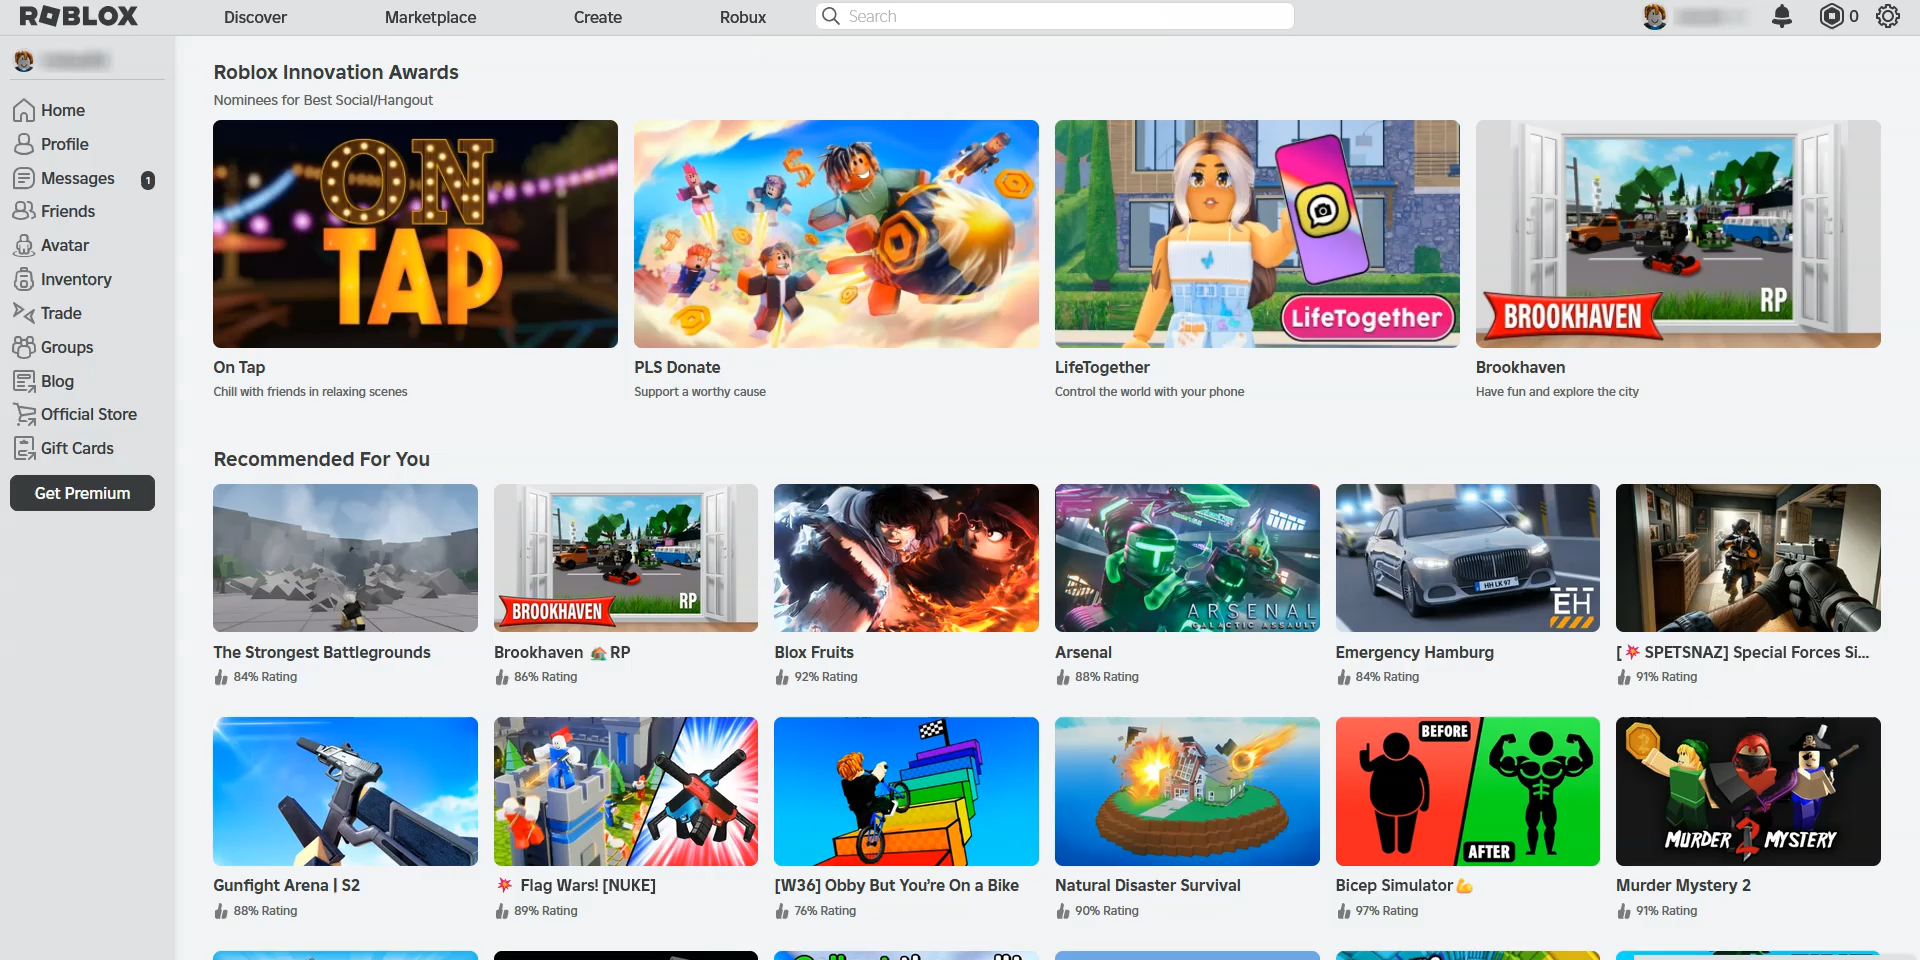 ROBLOX
Discover
Marketplace
Create
Robux
Search
0
Home
Profile
Messages
1
Friends
Avatar
Inventory
Trade
Groups
Blog
Official Store
Gift Cards
Get Premium
Roblox Innovation Awards
Nominees for Best Social/Hangout
ON
TAP
LifeTogether
BROOKHAVEN
RP
On Tap
Chill with friends in relaxing scenes
PLS Donate
Support a worthy cause
LifeTogether
Control the world with your phone
Brookhaven
Have fun and explore the city
Recommended For You
BROOKHAVEN
RP
ARSENAL
GALACTIC ASSAULT
HH LK 97
EH
The Strongest Battlegrounds
84% Rating
Brookhaven 🏡RP
86% Rating
Blox Fruits
92% Rating
Arsenal
88% Rating
Emergency Hamburg
84% Rating
[💥 SPETSNAZ] Special Forces Si...
91% Rating
BEFORE
AFTER
MURDER 2 MYSTERY
Gunfight Arena | S2
88% Rating
💥 Flag Wars! [NUKE]
89% Rating
[W36] Obby But You're On a Bike
76% Rating
Natural Disaster Survival
90% Rating
Bicep Simulator💪
97% Rating
Murder Mystery 2
91% Rating